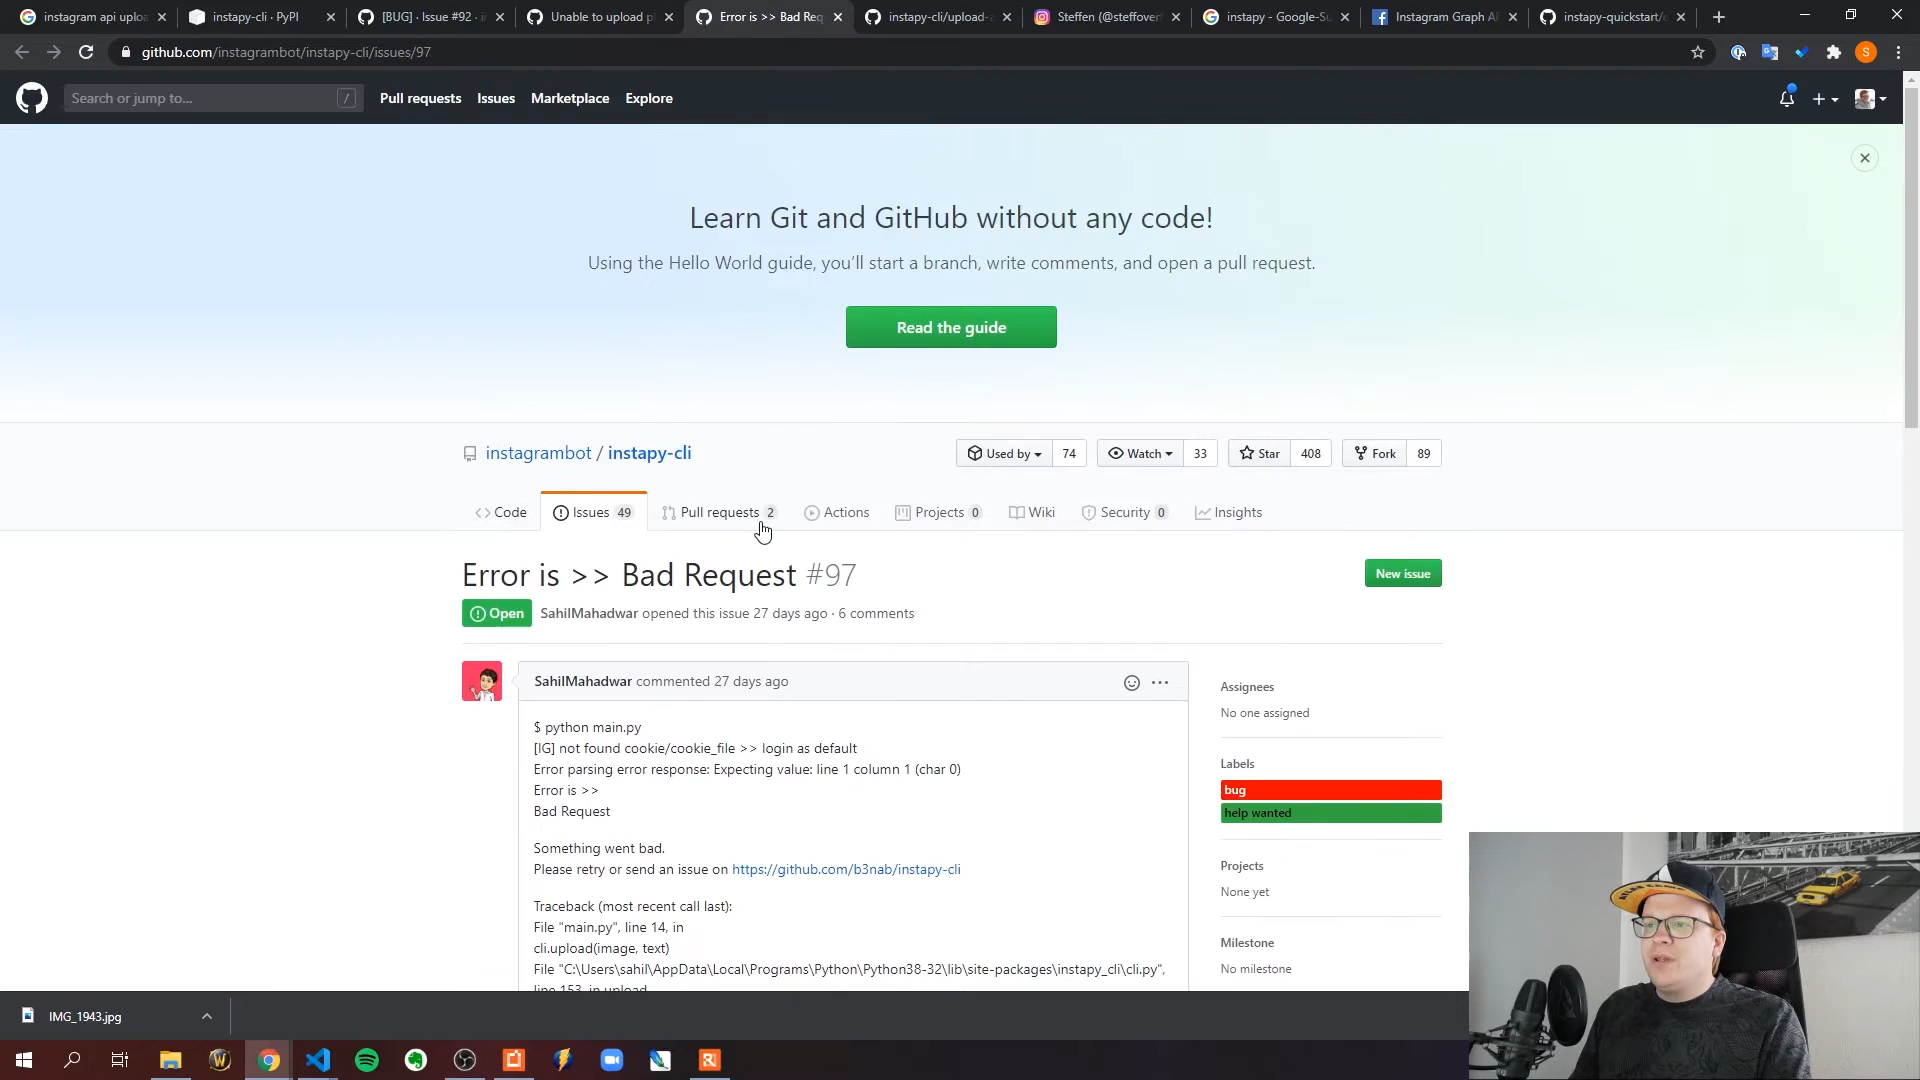 instagram api uploa
instapy-cli · PyPI
[BUG] · Issue #92 · i
Unable to upload p
Error is >> Bad Req
instapy-cli/upload-
Steffen (@steffover
instapy - Google-Su
Instagram Graph A
instapy-quickstart/
github.com/instagrambot/instapy-cli/issues/97
S
Search or jump to...
/
Pull requests
Issues
Marketplace
Explore
Learn Git and GitHub without any code!
Using the Hello World guide, you'll start a branch, write comments, and open a pull request.
Read the guide
instagrambot / instapy-cli
Used by 74
Watch 33
Star 408
Fork 89
Code
Issues 49
Pull requests 2
Actions
Projects 0
Wiki
Security 0
Insights
Error is >> Bad Request #97
New issue
Open
SahilMahadwar opened this issue 27 days ago · 6 comments
SahilMahadwar commented 27 days ago
$ python main.py
[IG] not found cookie/cookie_file >> login as default
Error parsing error response: Expecting value: line 1 column 1 (char 0)
Error is >>
Bad Request
Something went bad.
Please retry or send an issue on https://github.com/b3nab/instapy-cli
Traceback (most recent call last):
File "main.py", line 14, in
cli.upload(image, text)
File "C:\Users\sahil\AppData\Local\Programs\Python\Python38-32\lib\site-packages\instapy_cli\cli.py",
line 153, in upload
Assignees
No one assigned
Labels
bug
help wanted
Projects
None yet
Milestone
No milestone
IMG_1943.jpg